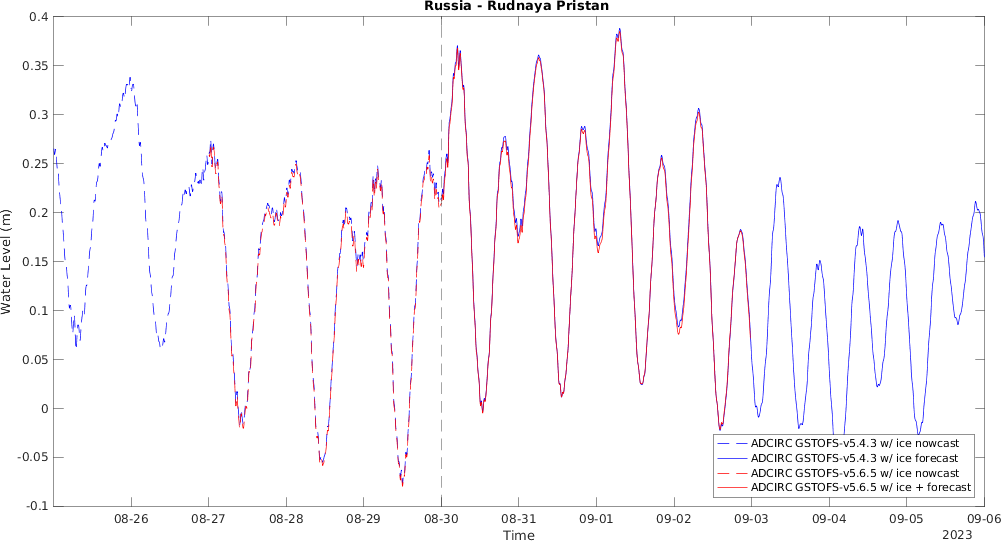 Russia - Rudnaya Pristan
0.4
0.35
0.3
0.25
0.2
0.15
0.1
0.05
0
-0.05
-0.1
Water Level (m)
ADCIRC GSTOFS-v5.4.3 w/ ice nowcast
ADCIRC GSTOFS-v5.4.3 w/ ice forecast
ADCIRC GSTOFS-v5.6.5 w/ ice nowcast
ADCIRC GSTOFS-v5.6.5 w/ ice + forecast
08-26 08-27 08-28 08-29 08-30 08-31 09-01 09-02 09-03 09-04 09-05 09-06
Time
2023